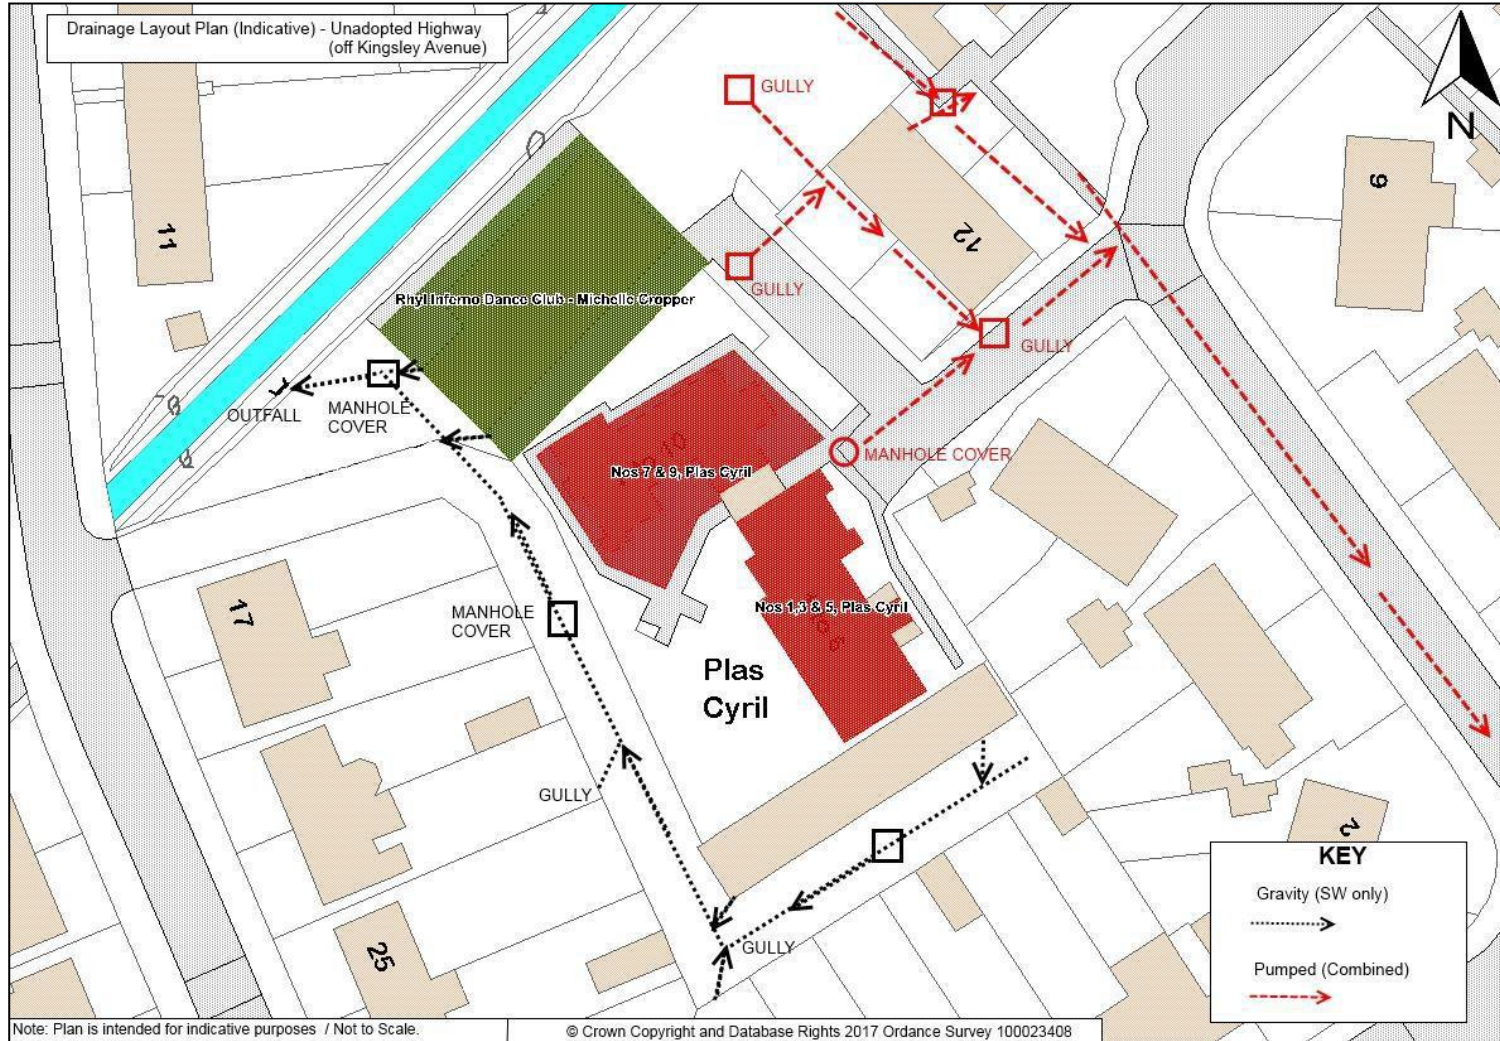 Drainage Layout Plan (Indicative) - Unadopted Highway
(off Kingsley Avenue)
GULLY
N
9
11
12
Rhyl Inferno Dance Club - Michelle Cropper
GULLY
GULLY
OUTFALL
MANHOLE
COVER
MANHOLE COVER
Nos 7 & 9, Plas Cyril
17
MANHOLE
COVER
Nos 1,3 & 5, Plas Cyril
Plas
Cyril
GULLY
2
KEY
Gravity (SW only)
GULLY
25
Pumped (Combined)
Note: Plan is intended for indicative purposes / Not to Scale.
© Crown Copyright and Database Rights 2017 Ordance Survey 100023408